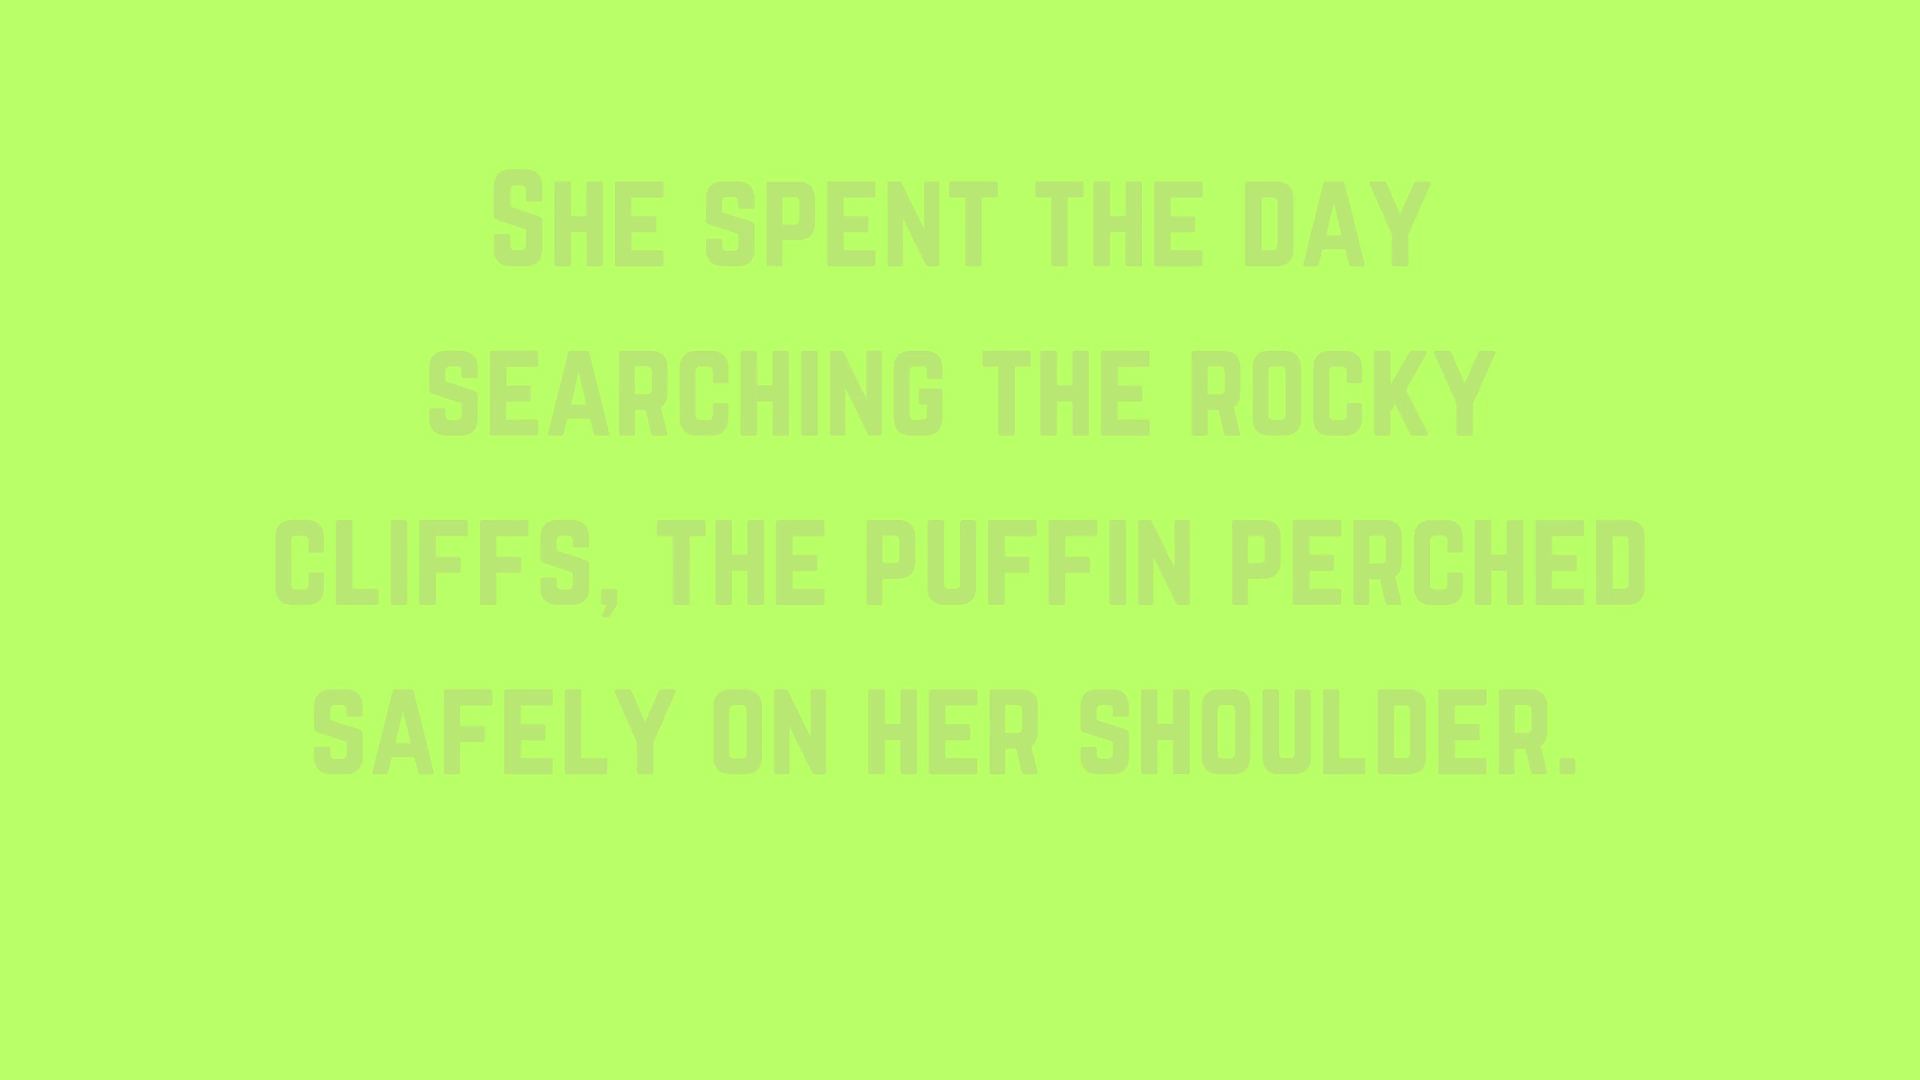 She spent the day
searching the rocky
cliffs, the puffin perched
safely on her shoulder.